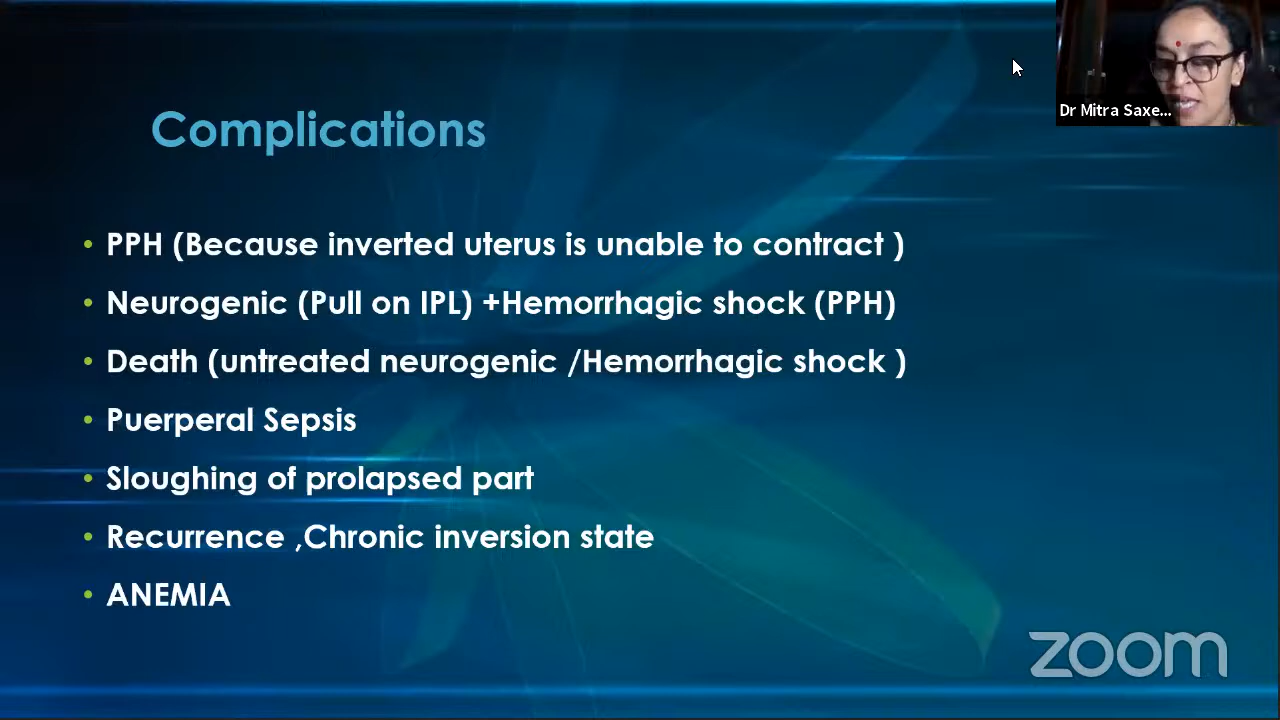 Dr Mitra Saxe...
Complications
• PPH (Because inverted uterus is unable to contract )
• Neurogenic (Pull on IPL) +Hemorrhagic shock (PPH)
• Death (untreated neurogenic /Hemorrhagic shock )
• Puerperal Sepsis
• Sloughing of prolapsed part
• Recurrence ,Chronic inversion state
• ANEMIA
zoom